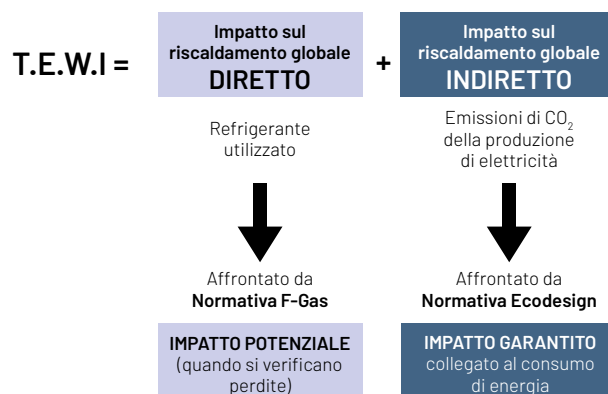 T.E.W.I =
Impatto sul
riscaldamento globale
DIRETTO
+
Impatto sul
riscaldamento globale
INDIRETTO
Refrigerante
utilizzato
Emissioni di CO₂
della produzione
di elettricità
Affrontato da
Normativa F-Gas
Affrontato da
Normativa Ecodesign
IMPATTO POTENZIALE
(quando si verificano
perdite)
IMPATTO GARANTITO
collegato al consumo
di energia